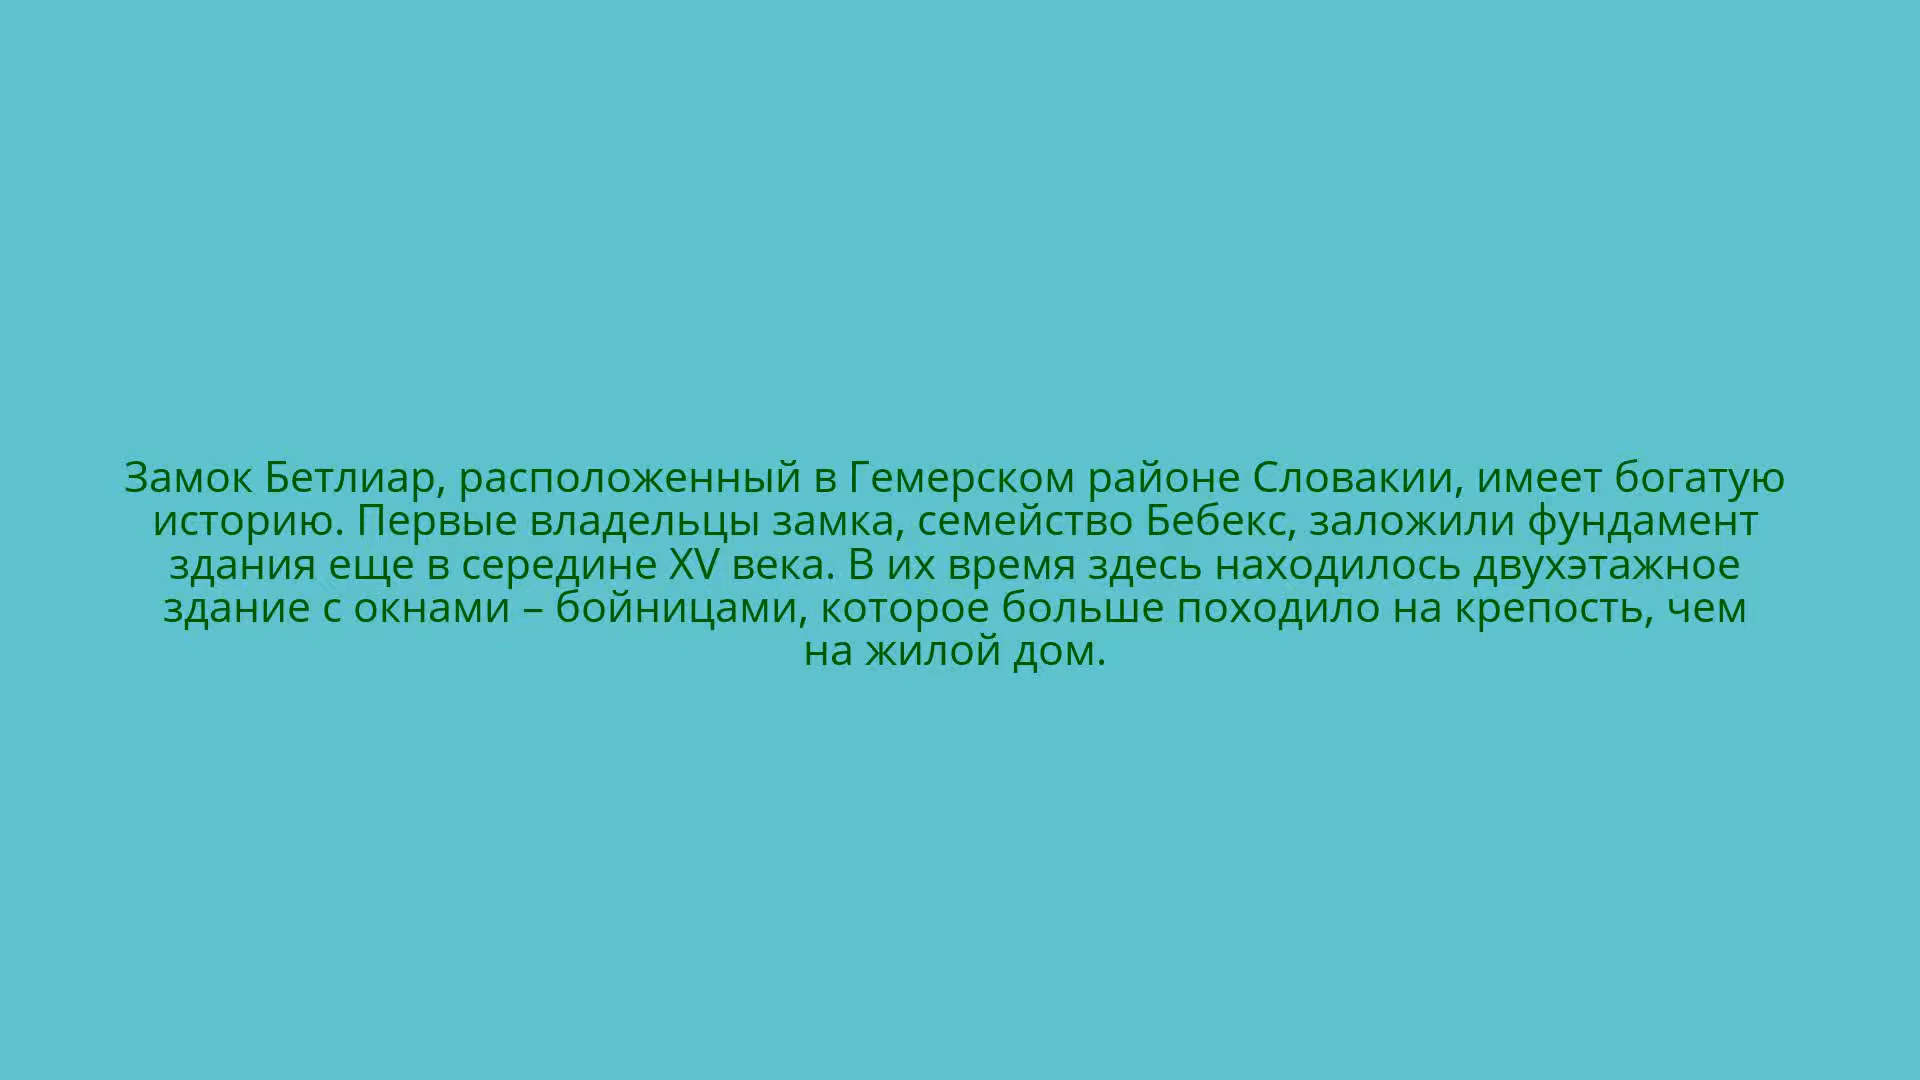 Замок Бетлиар, расположенный в Гемерском районе Словакии, имеет богатую
историю. Первые владельцы замка, семейство Бебекс, заложили фундамент
здания еще в середине XV века. В их время здесь находилось двухэтажное
здание с окнами – бойницами, которое больше походило на крепость, чем
на жилой дом.